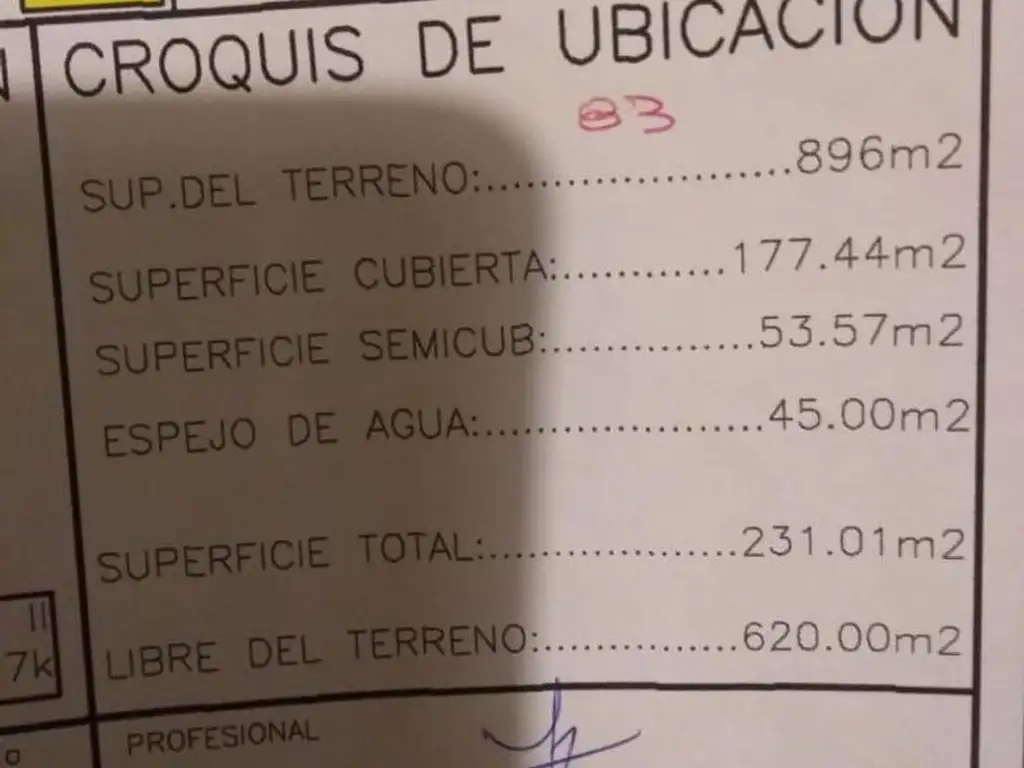 CROQUIS DE UBICACION
83
SUP.DEL TERRENO:......................896m2
SUPERFICIE CUBIERTA:............177.44m2
SUPERFICIE SEMICUB:...............53.57m2
ESPEJO DE AGUA:.....................45.00m2
SUPERFICIE TOTAL:..................231.01m2
LIBRE DEL TERRENO:..............620.00m2
7k
PROFESIONAL